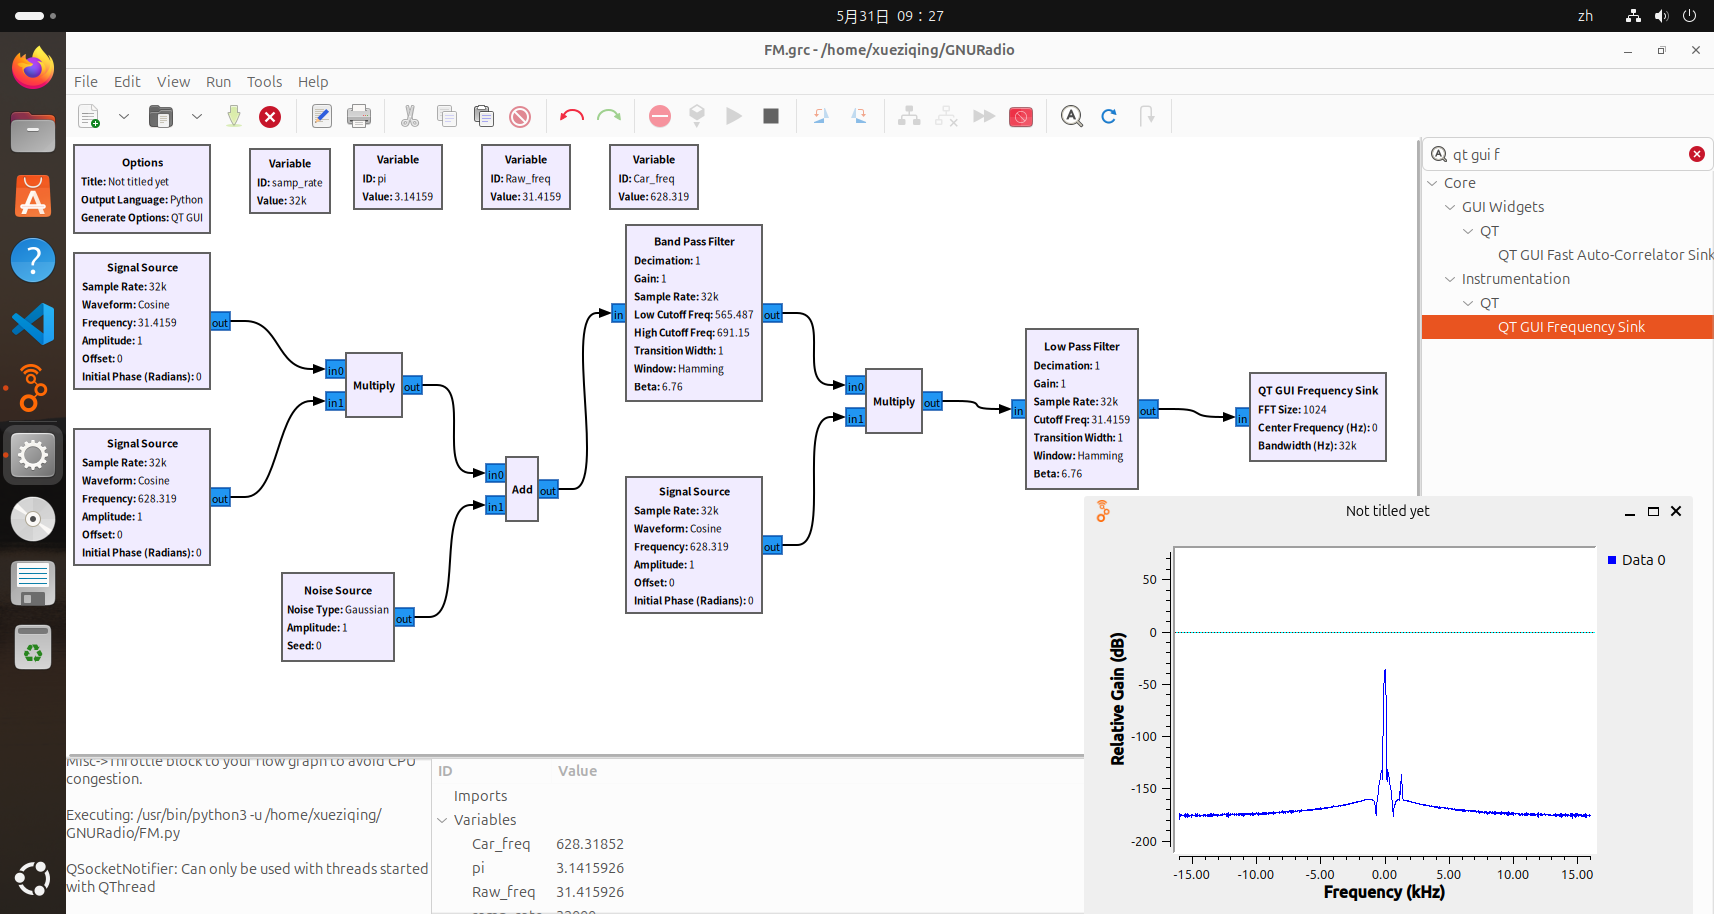 5月31日 09：27
zh
FM.grc - /home/xueziqing/GNURadio
File Edit View Run Tools Help
Options
Title: Not titled yet
Output Language: Python
Generate Options: QT GUI
Variable
ID: samp_rate
Value: 32k
Variable
ID: pi
Value: 3.14159
Variable
ID: Raw_freq
Value: 31.4159
Variable
ID: Car_freq
Value: 628.319
Signal Source
Sample Rate: 32k
Waveform: Cosine
Frequency: 31.4159
Amplitude: 1
Offset: 0
Initial Phase (Radians): 0
out
Signal Source
Sample Rate: 32k
Waveform: Cosine
Frequency: 628.319
Amplitude: 1
Offset: 0
Initial Phase (Radians): 0
out
in0
in1
Multiply
out
Noise Source
Noise Type: Gaussian
Amplitude: 1
Seed: 0
out
in0
in1
Add
out
Band Pass Filter
Decimation: 1
Gain: 1
Sample Rate: 32k
Low Cutoff Freq: 565.487
High Cutoff Freq: 691.15
Transition Width: 1
Window: Hamming
Beta: 6.76
in
out
Signal Source
Sample Rate: 32k
Waveform: Cosine
Frequency: 628.319
Amplitude: 1
Offset: 0
Initial Phase (Radians): 0
out
in0
in1
Multiply
out
Low Pass Filter
Decimation: 1
Gain: 1
Sample Rate: 32k
Cutoff Freq: 31.4159
Transition Width: 1
Window: Hamming
Beta: 6.76
in
out
QT GUI Frequency Sink
FFT Size: 1024
Center Frequency (Hz): 0
Bandwidth (Hz): 32k
in
qt gui f
Core
GUI Widgets
QT
QT GUI Fast Auto-Correlator Sink
Instrumentation
QT
QT GUI Frequency Sink
Misc->Throttle block to your flow graph to avoid CPU
congestion.
Executing: /usr/bin/python3 -u /home/xueziqing/
GNURadio/FM.py
QSocketNotifier: Can only be used with threads started
with QThread
ID Value
Imports
Variables
Car_freq 628.31852
pi 3.1415926
Raw_freq 31.415926
samp_rate 32000
Not titled yet
Data 0
Relative Gain (dB)
50
0
-50
-100
-150
-200
-15.00 -10.00 -5.00 0.00 5.00 10.00 15.00
Frequency (kHz)